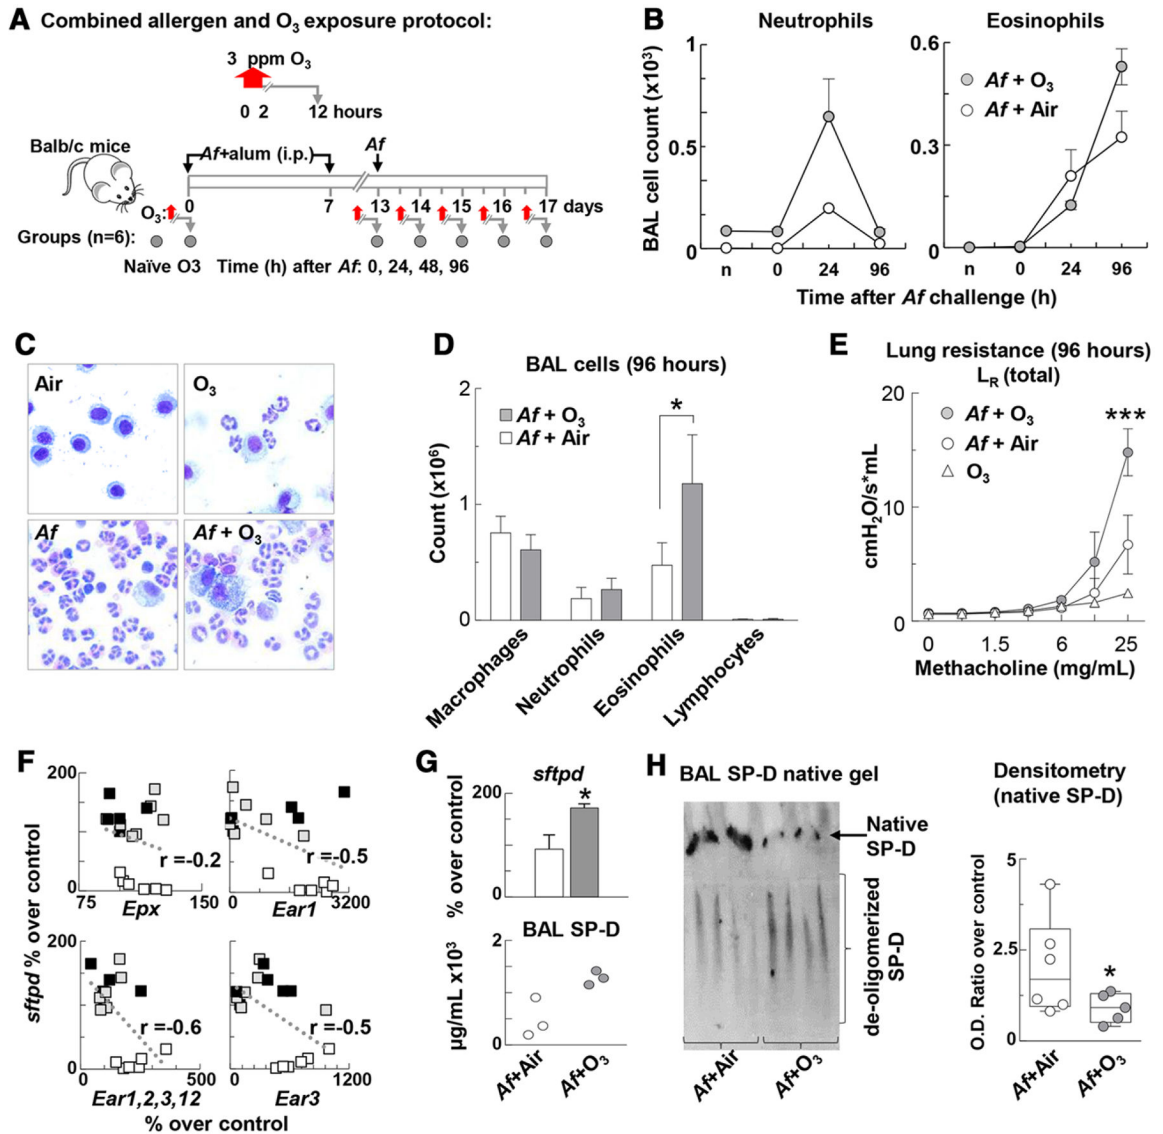 A Combined allergen and O3 exposure protocol:
3 ppm O3
0 2 12 hours
Balb/c mice
Af+alum (i.p.)
Af
O3:
0 7 13 14 15 16 17 days
Groups (n=6):
Naïve O3 Time (h) after Af: 0, 24, 48, 96
B
Neutrophils
Eosinophils
BAL cell count (x10³)
1
0.5
0
n 0 24 96
0.6
0.3
0
n 0 24 96
Af + O3
Af + Air
Time after Af challenge (h)
C
Air
O3
Af
Af + O3
D
BAL cells (96 hours)
Af + O3
Af + Air
*
Count (x10⁶)
2
1
0
Macrophages
Neutrophils
Eosinophils
Lymphocytes
E
Lung resistance (96 hours)
LR (total)
Af + O3
Af + Air
O3
***
cmH2O/s*mL
20
10
0
0 1.5 6 25
Methacholine (mg/mL)
F
sftpd % over control
200
0
75 150
Epx
r =-0.2
0 3200
Ear1
r =-0.5
200
0
0 500
Ear1,2,3,12
r =-0.6
0 1200
Ear3
r =-0.5
% over control
G
sftpd
*
% over control
200
0
BAL SP-D
µg/mL x10³
2
0
Af+Air
Af+O3
H
BAL SP-D native gel
Native
SP-D
de-oligomerized
SP-D
Af+Air
Af+O3
Densitometry
(native SP-D)
O.D. Ratio over control
5
2.5
0
*
Af+Air
Af+O3